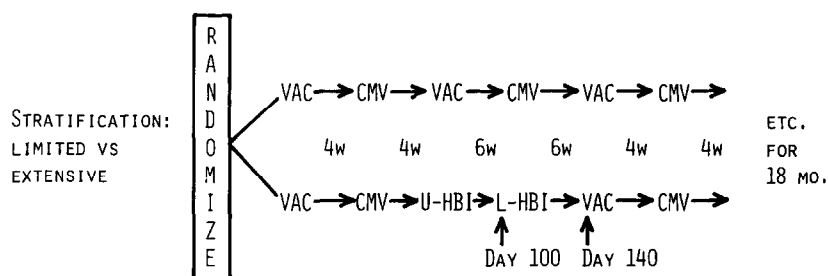 STRATIFICATION:
LIMITED VS
EXTENSIVE
RANDOMIZE
VAC → CMV → VAC → CMV → VAC → CMV →
4w 4w 6w 6w 4w 4w
VAC → CMV → U-HBI → L-HBI → VAC → CMV →
DAY 100 DAY 140
ETC.
FOR
18 MO.